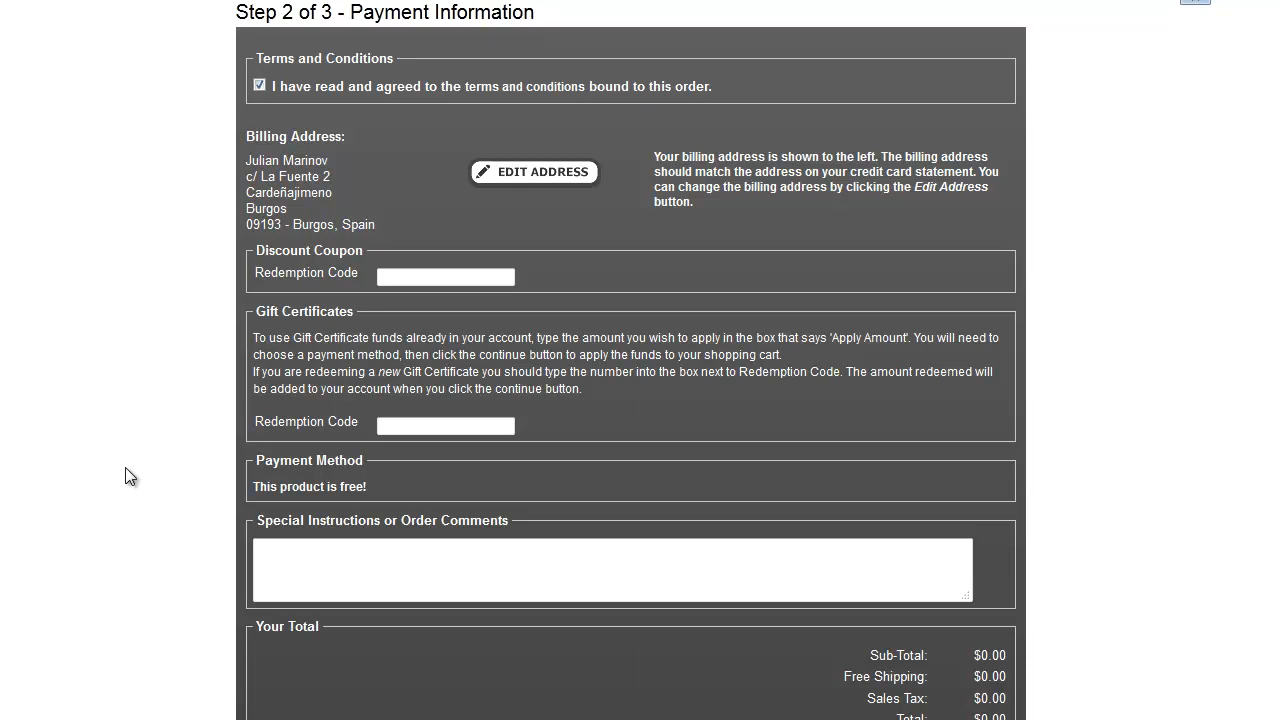 Step 2 of 3 - Payment Information
Terms and Conditions
I have read and agreed to the terms and conditions bound to this order.
Billing Address:
Julian Marinov
c/ La Fuente 2
Cardeñajimeno
Burgos
09193 - Burgos, Spain
EDIT ADDRESS
Your billing address is shown to the left. The billing address
should match the address on your credit card statement. You
can change the billing address by clicking the Edit Address
button.
Discount Coupon
Redemption Code
Gift Certificates
To use Gift Certificate funds already in your account, type the amount you wish to apply in the box that says 'Apply Amount'. You will need to
choose a payment method, then click the continue button to apply the funds to your shopping cart.
If you are redeeming a new Gift Certificate you should type the number into the box next to Redemption Code. The amount redeemed will
be added to your account when you click the continue button.
Redemption Code
Payment Method
This product is free!
Special Instructions or Order Comments
Your Total
Sub-Total: $0.00
Free Shipping: $0.00
Sales Tax: $0.00
Total: $0.00